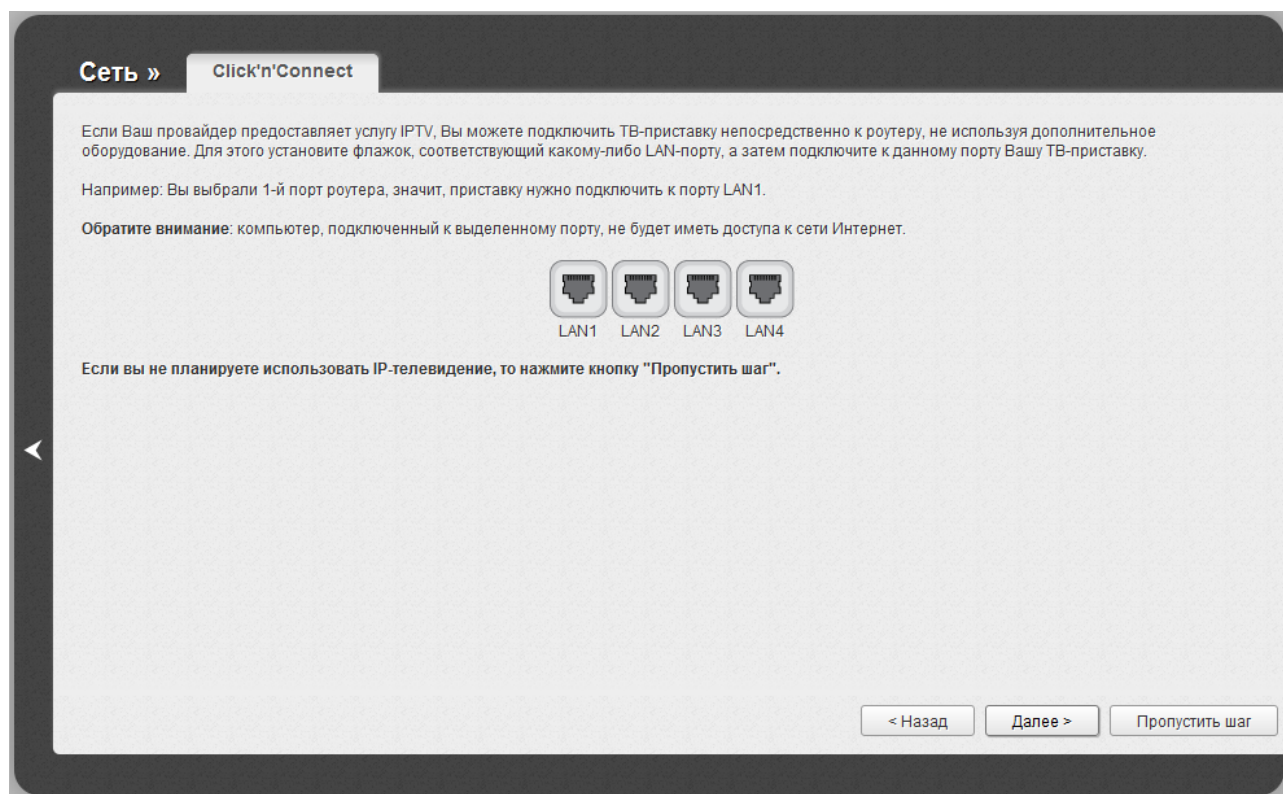 Сеть »
Click'n'Connect
Если Ваш провайдер предоставляет услугу IPTV, Вы можете подключить ТВ-приставку непосредственно к роутеру, не используя дополнительное
оборудование. Для этого установите флажок, соответствующий какому-либо LAN-порту, а затем подключите к данному порту Вашу ТВ-приставку.
Например: Вы выбрали 1-й порт роутера, значит, приставку нужно подключить к порту LAN1.
Обратите внимание: компьютер, подключенный к выделенному порту, не будет иметь доступа к сети Интернет.
LAN1 LAN2 LAN3 LAN4
Если вы не планируете использовать IP-телевидение, то нажмите кнопку "Пропустить шаг".
< Назад Далее > Пропустить шаг